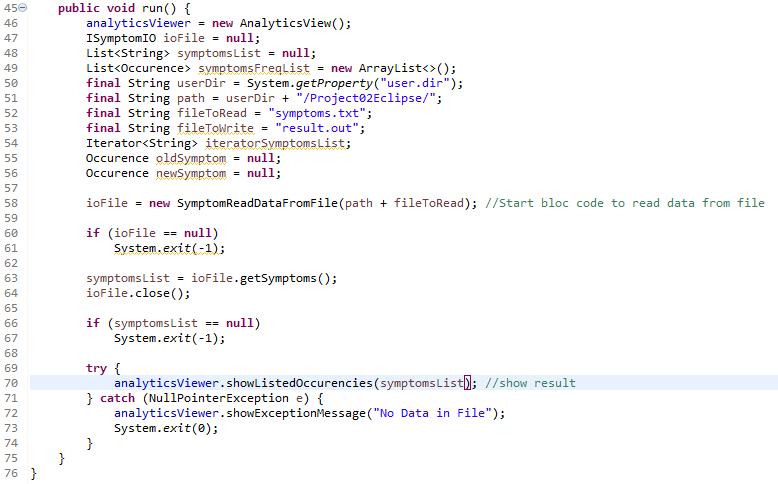 45 public void run() {
46 analyticsViewer = new AnalyticsView();
47 ISymptomIO ioFile = null;
48 List<String> symptomsList = null;
49 List<Occurence> symptomsFreqList = new ArrayList<>();
50 final String userDir = System.getProperty("user.dir");
51 final String path = userDir + "/Project02Eclipse/";
52 final String fileToRead = "symptoms.txt";
53 final String fileToWrite = "result.out";
54 Iterator<String> iteratorSymptomsList;
55 Occurence oldSymptom = null;
56 Occurence newSymptom = null;
57
58 ioFile = new SymptomReadDataFromFile(path + fileToRead); //Start bloc code to read data from file
59
60 if (ioFile == null)
61 System.exit(-1);
62
63 symptomsList = ioFile.getSymptoms();
64 ioFile.close();
65
66 if (symptomsList == null)
67 System.exit(-1);
68
69 try {
70 analyticsViewer.showListedOccurencies(symptomsList); //show result
71 } catch (NullPointerException e) {
72 analyticsViewer.showExceptionMessage("No Data in File");
73 System.exit(0);
74 }
75 }
76 }